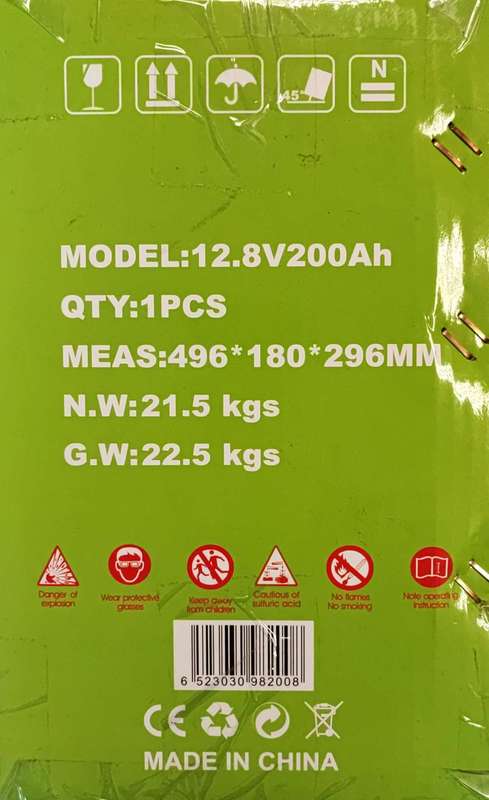 45°
N
MODEL:12.8V200Ah
QTY:1PCS
MEAS:496*180*296MM
N.W:21.5 kgs
G.W:22.5 kgs
Danger of explosion
Wear protective glasses
Keep away from children
Cautious of sulfuric acid
No flames No smoking
Note operating instruction
6 523030 982008
CE
MADE IN CHINA